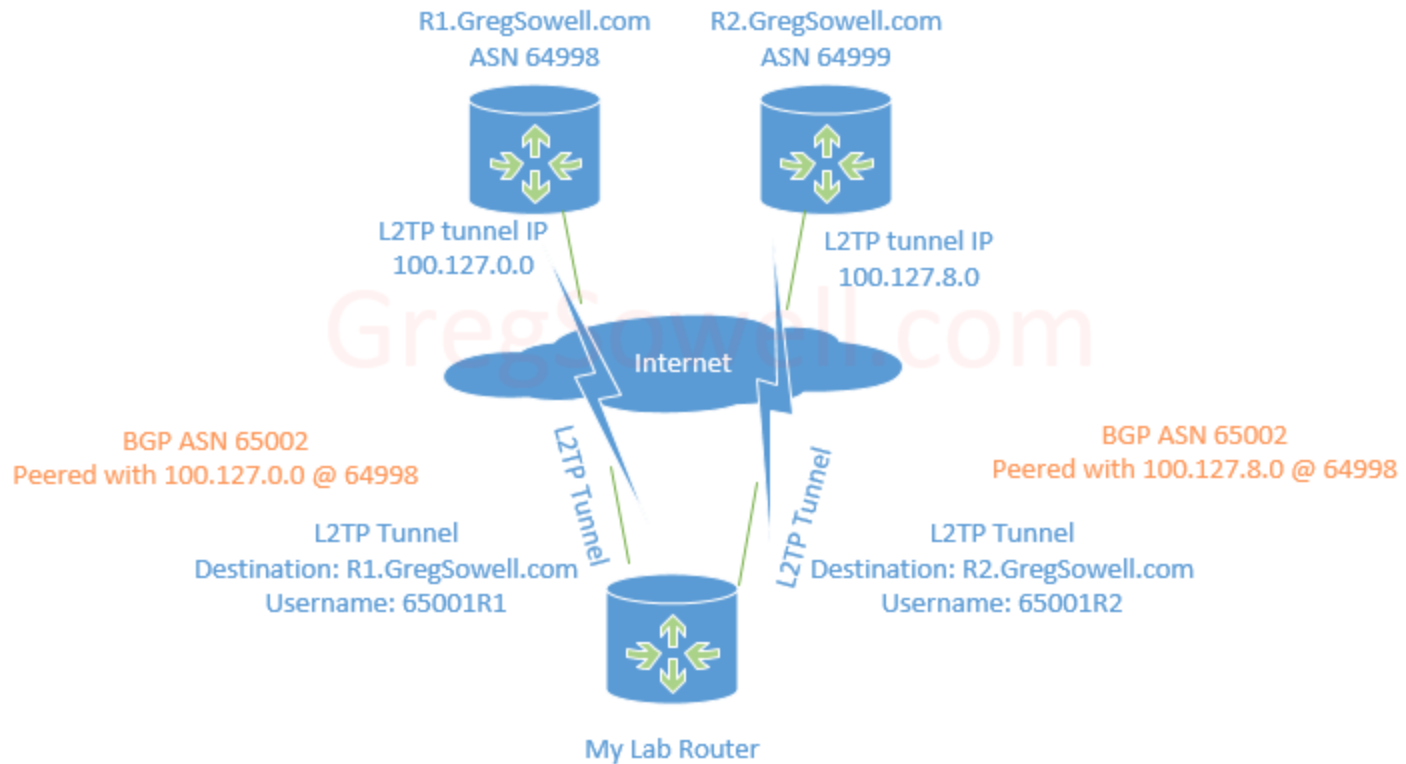 R1.GregSowell.com
ASN 64998
R2.GregSowell.com
ASN 64999
L2TP tunnel IP
100.127.0.0
L2TP tunnel IP
100.127.8.0
GregSowell.com
Internet
BGP ASN 65002
Peered with 100.127.0.0 @ 64998
BGP ASN 65002
Peered with 100.127.8.0 @ 64998
L2TP Tunnel
L2TP Tunnel
L2TP Tunnel
Destination: R1.GregSowell.com
Username: 65001R1
L2TP Tunnel
Destination: R2.GregSowell.com
Username: 65001R2
My Lab Router